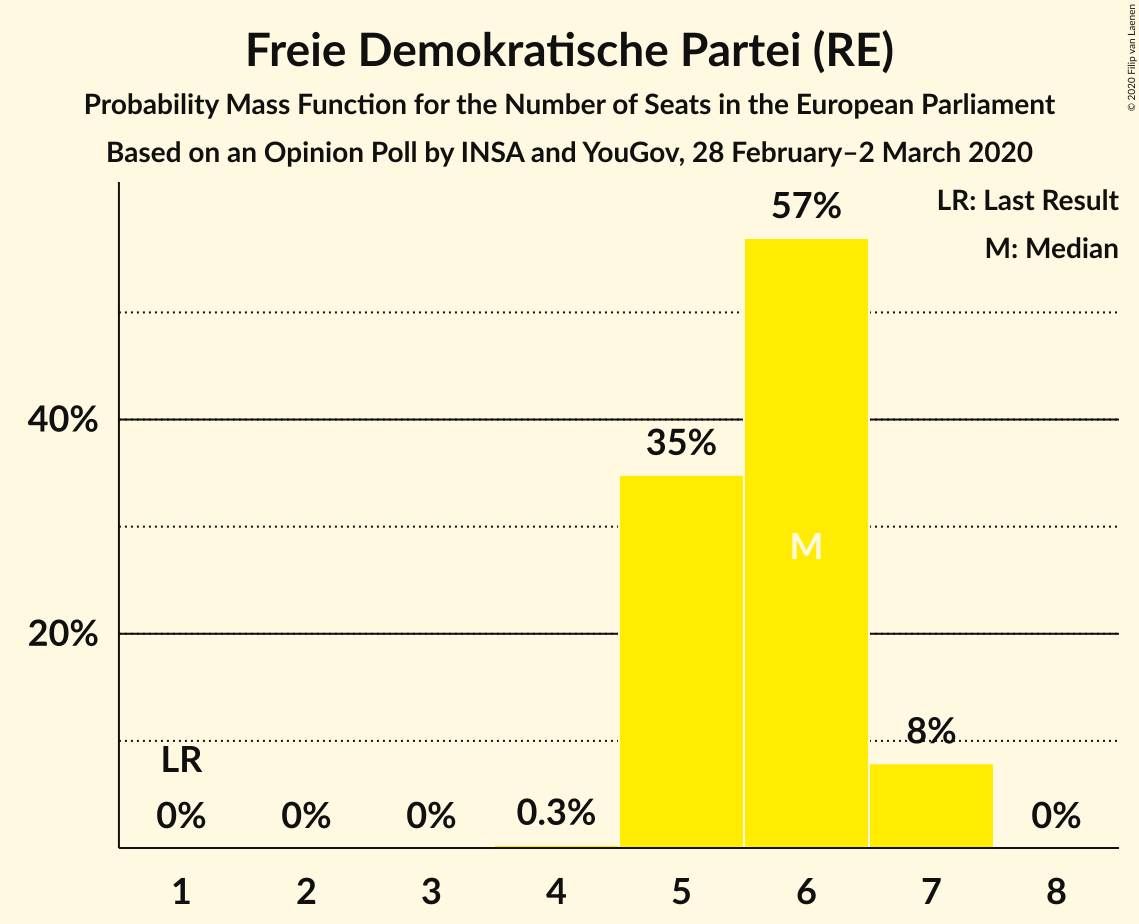 Freie Demokratische Partei (RE)
Probability Mass Function for the Number of Seats in the European Parliament
Based on an Opinion Poll by INSA and YouGov, 28 February–2 March 2020
© 2020 Filip van Laenen
LR: Last Result
M: Median
57%
40%
35%
M
20%
8%
LR
0%
0%
0%
0.3%
0%
1
2
3
4
5
6
7
8